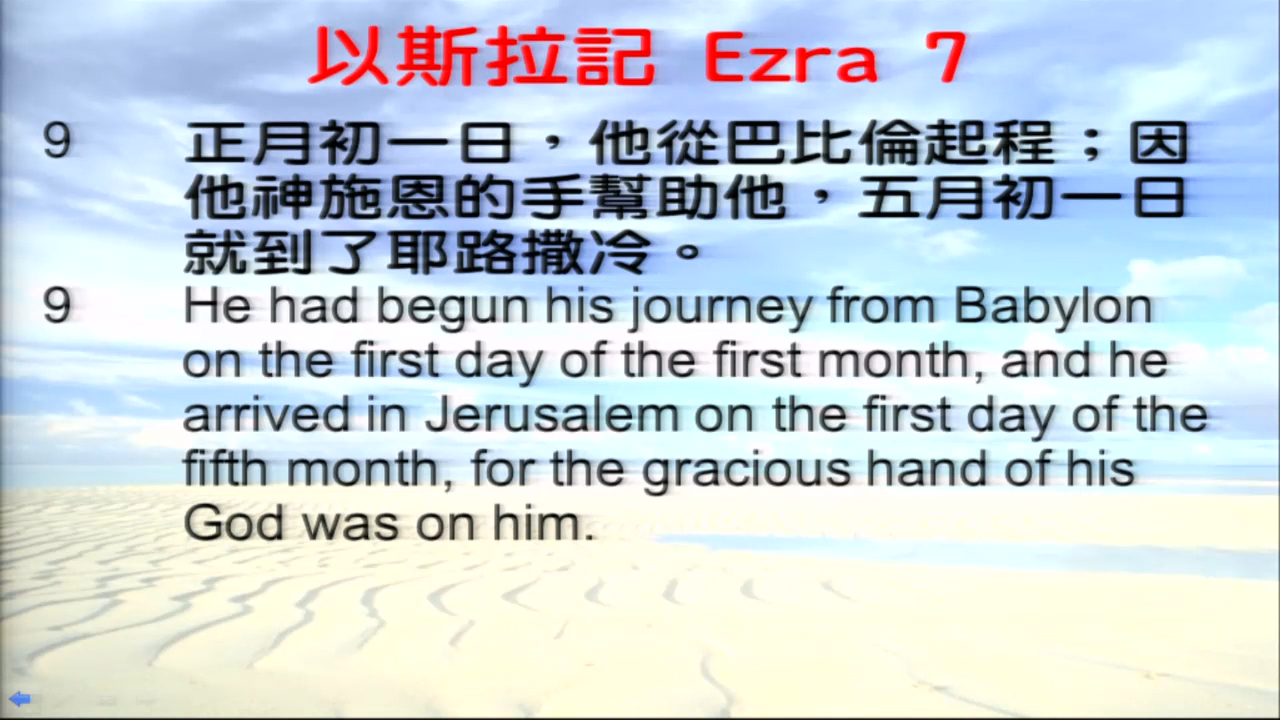 以斯拉記 Ezra 7
9 正月初一日，他從巴比倫起程；因
他神施恩的手幫助他，五月初一日
就到了耶路撒冷。
9 He had begun his journey from Babylon
on the first day of the first month, and he
arrived in Jerusalem on the first day of the
fifth month, for the gracious hand of his
God was on him.